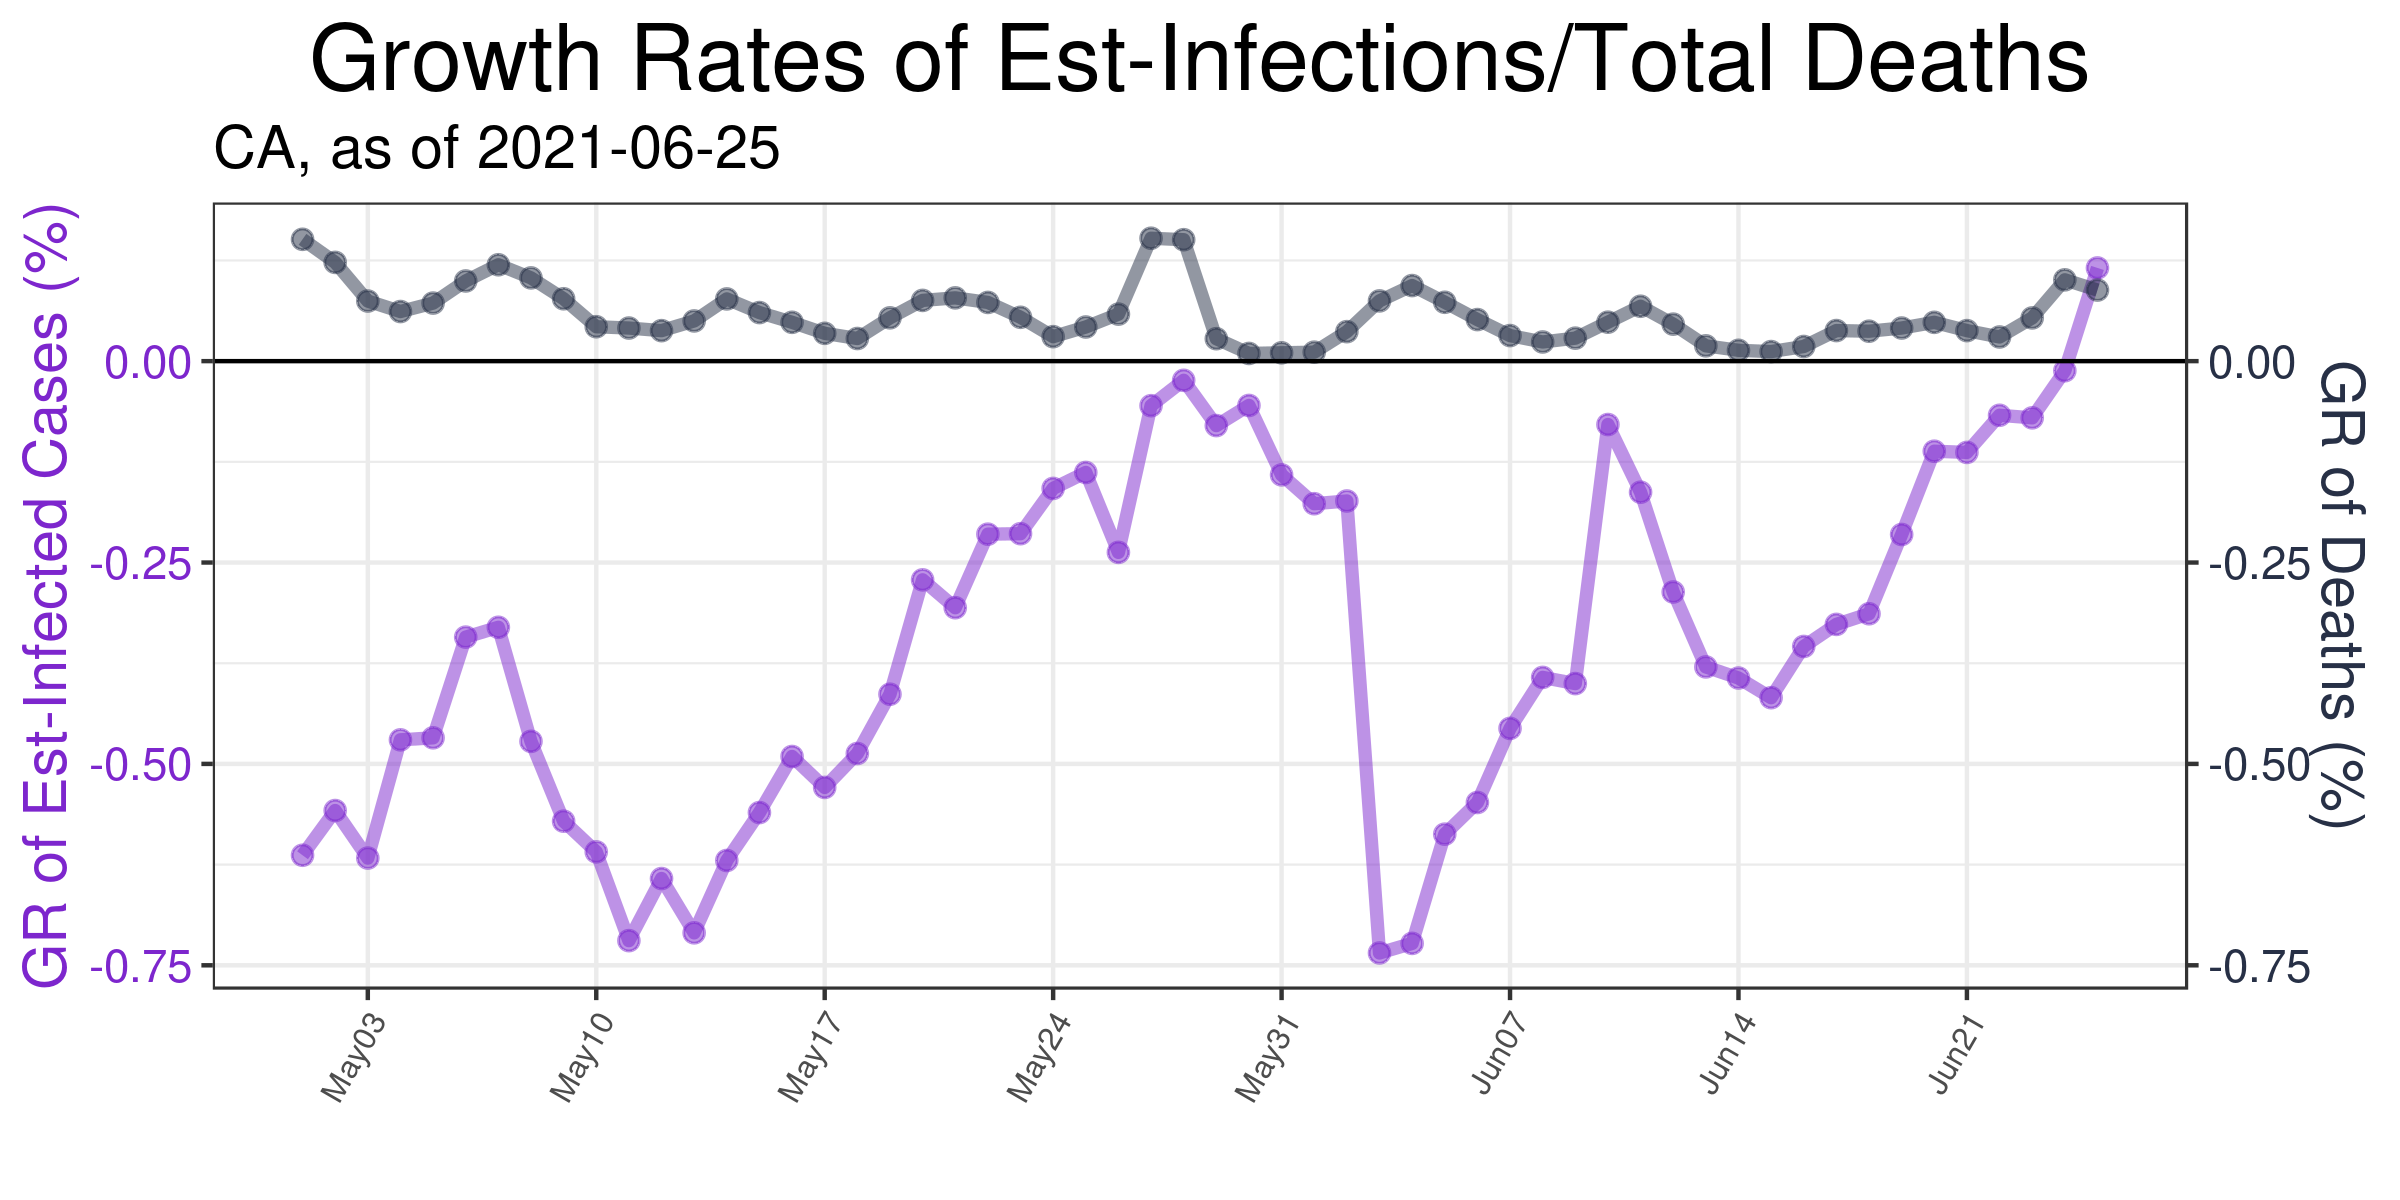 Growth Rates of Est-Infections/Total Deaths
CA, as of 2021-06-25
GR of Est-Infected Cases (%)
0.00
-0.25
-0.50
-0.75
0.00
-0.25
-0.50
-0.75
GR of Deaths (%)
May03
May10
May17
May24
May31
Jun07
Jun14
Jun21